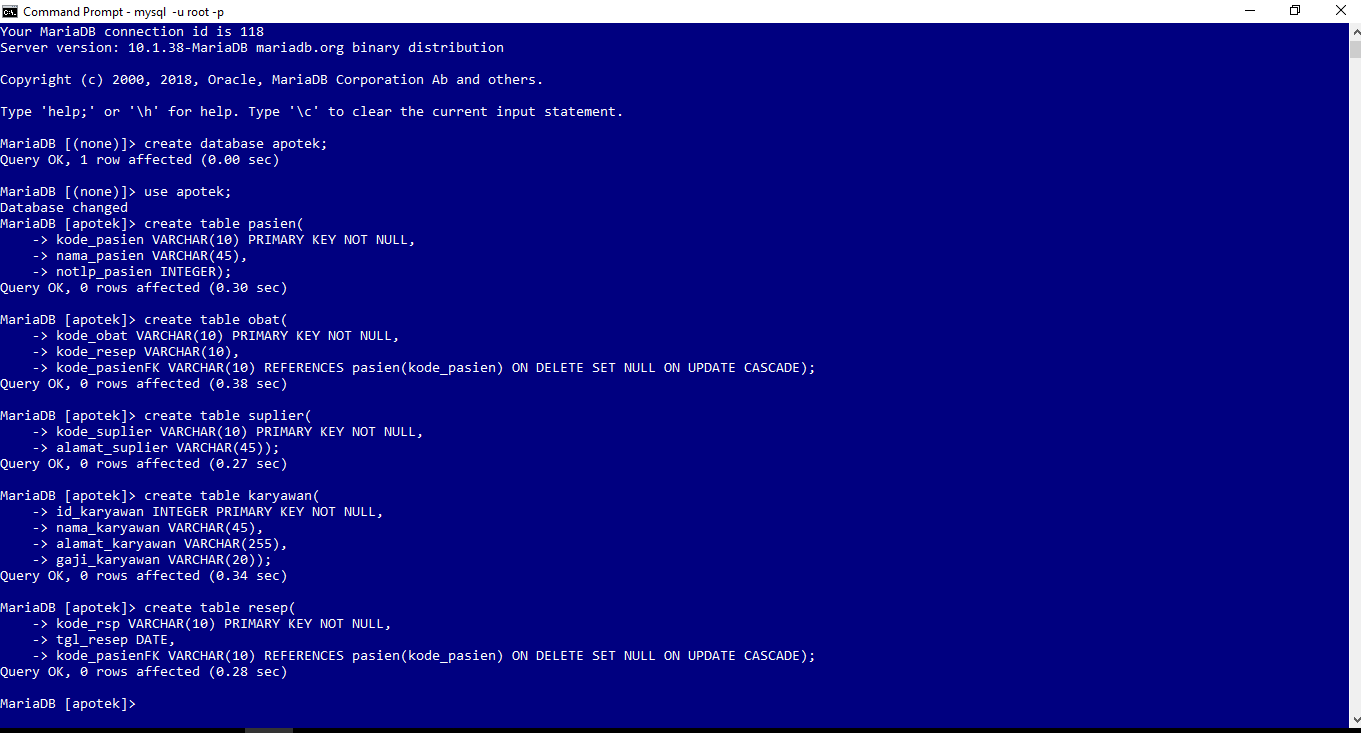 Command Prompt - mysql  -u root -p
Your MariaDB connection id is 118
Server version: 10.1.38-MariaDB mariadb.org binary distribution
Copyright (c) 2000, 2018, Oracle, MariaDB Corporation Ab and others.
Type 'help;' or '\h' for help. Type '\c' to clear the current input statement.
MariaDB [(none)]> create database apotek;
Query OK, 1 row affected (0.00 sec)
MariaDB [(none)]> use apotek;
Database changed
MariaDB [apotek]> create table pasien(
    -> kode_pasien VARCHAR(10) PRIMARY KEY NOT NULL,
    -> nama_pasien VARCHAR(45),
    -> notlp_pasien INTEGER);
Query OK, 0 rows affected (0.30 sec)
MariaDB [apotek]> create table obat(
    -> kode_obat VARCHAR(10) PRIMARY KEY NOT NULL,
    -> kode_resep VARCHAR(10),
    -> kode_pasienFK VARCHAR(10) REFERENCES pasien(kode_pasien) ON DELETE SET NULL ON UPDATE CASCADE);
Query OK, 0 rows affected (0.38 sec)
MariaDB [apotek]> create table suplier(
    -> kode_suplier VARCHAR(10) PRIMARY KEY NOT NULL,
    -> alamat_suplier VARCHAR(45));
Query OK, 0 rows affected (0.27 sec)
MariaDB [apotek]> create table karyawan(
    -> id_karyawan INTEGER PRIMARY KEY NOT NULL,
    -> nama_karyawan VARCHAR(45),
    -> alamat_karyawan VARCHAR(255),
    -> gaji_karyawan VARCHAR(20));
Query OK, 0 rows affected (0.34 sec)
MariaDB [apotek]> create table resep(
    -> kode_rsp VARCHAR(10) PRIMARY KEY NOT NULL,
    -> tgl_resep DATE,
    -> kode_pasienFK VARCHAR(10) REFERENCES pasien(kode_pasien) ON DELETE SET NULL ON UPDATE CASCADE);
Query OK, 0 rows affected (0.28 sec)
MariaDB [apotek]>